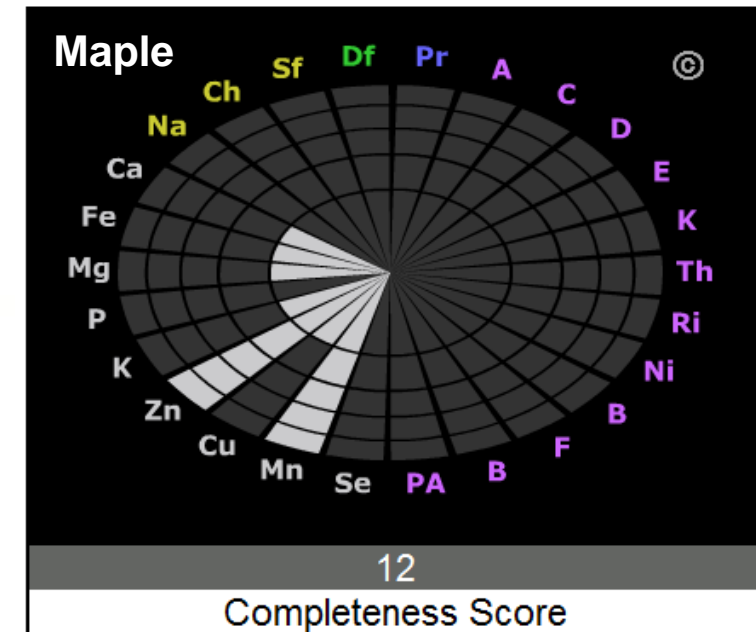 Maple
©
Df
Pr
A
C
D
E
K
Th
Ri
Ni
B
F
B
PA
Se
Mn
Cu
Zn
K
P
Mg
Fe
Ca
Na
Ch
Sf
12
Completeness Score